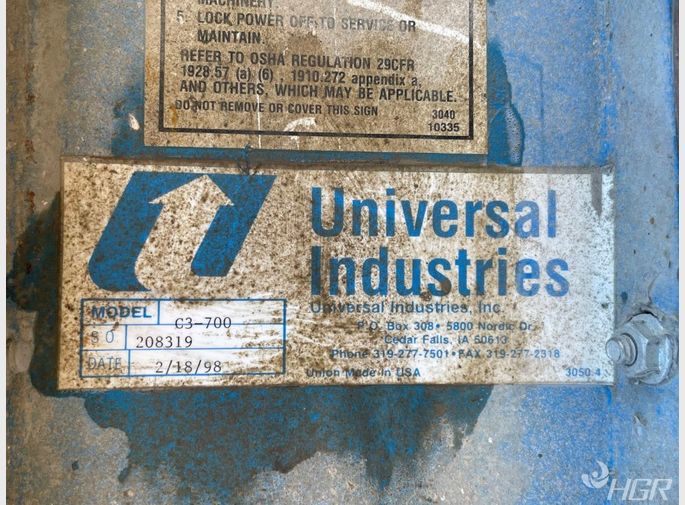 MACHINERY
5. LOCK POWER OFF TO SERVICE OR
MAINTAIN.
REFER TO OSHA REGULATION 29CFR
1928.57 (a) (6) , 1910.272 appendix a,
AND OTHERS, WHICH MAY BE APPLICABLE.
DO NOT REMOVE OR COVER THIS SIGN
3040
10335
Universal
Industries
Universal Industries, Inc.
P.O. Box 308 • 5800 Nordic Dr.
Cedar Falls, IA 50613
Phone 319-277-7501 • FAX 319-277-2318
Union Made in USA
3050-4
MODEL C3-700
S O 208319
DATE 2/18/98
HGR